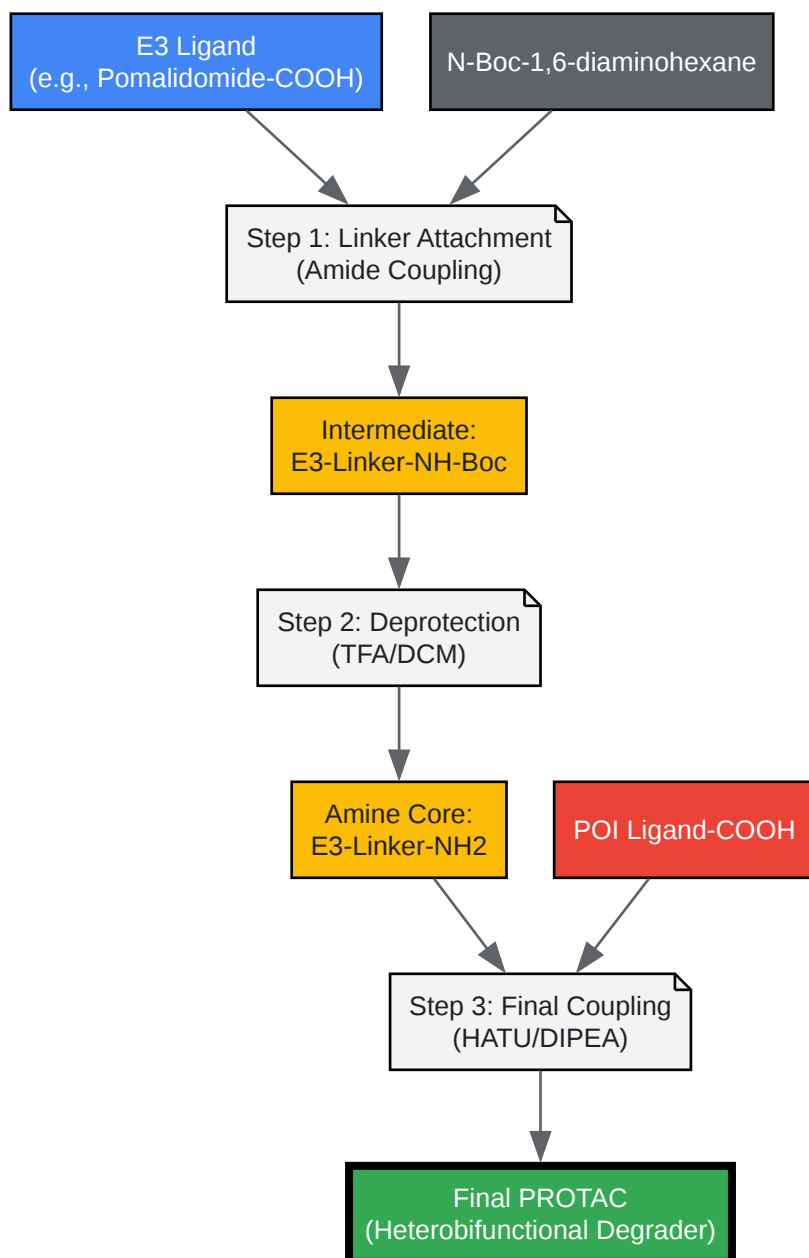 E3 Ligand
(e.g., Pomalidomide-COOH)
N-Boc-1,6-diaminohexane
Step 1: Linker Attachment
(Amide Coupling)
Intermediate:
E3-Linker-NH-Boc
Step 2: Deprotection
(TFA/DCM)
Amine Core:
E3-Linker-NH2
POI Ligand-COOH
Step 3: Final Coupling
(HATU/DIPEA)
Final PROTAC
(Heterobifunctional Degrader)